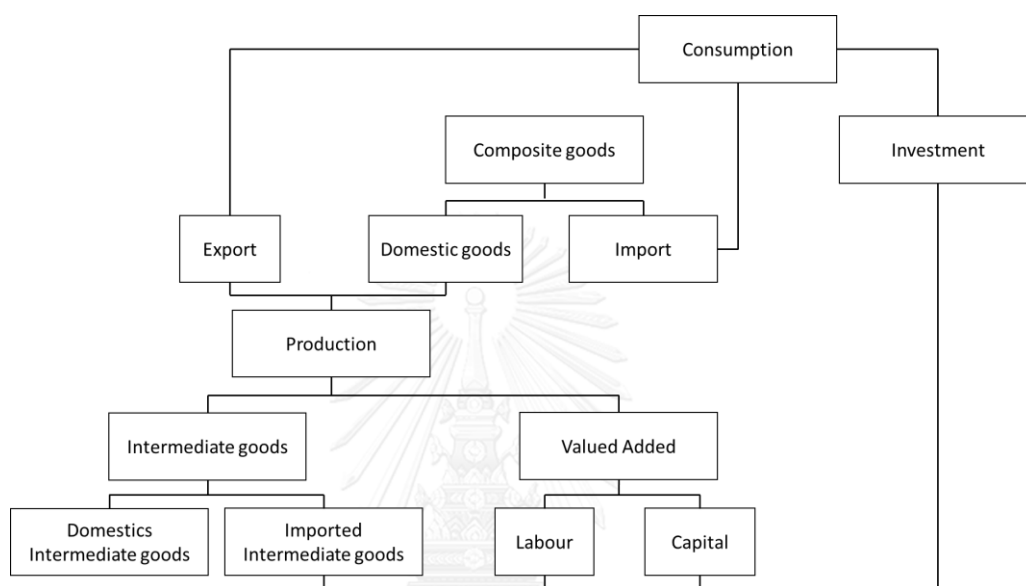 Consumption
Composite goods
Investment
Export
Domestic goods
Import
Production
Intermediate goods
Valued Added
Domestics
Intermediate goods
Imported
Intermediate goods
Labour
Capital